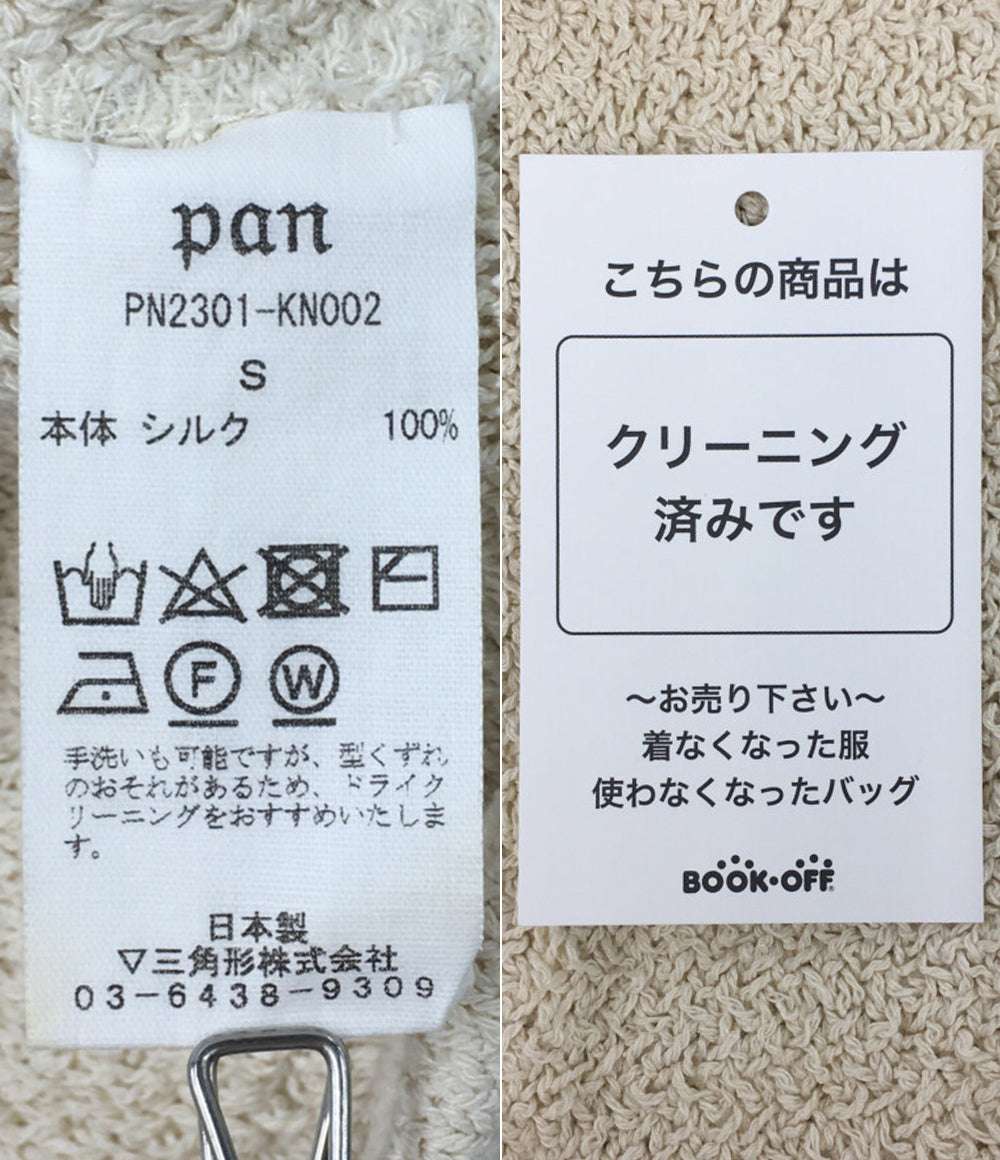 pan
PN2301-KN002
S
本体 シルク 100%
F
W
手洗いも可能ですが、型くずれ
のおそれがあるため、ドライク
リーニングをおすすめいたしま
す。
日本製
▽三角形株式会社
03-6438-9309
こちらの商品は
クリーニング
済みです
～お売り下さい～
着なくなった服
使わなくなったバッグ
BOOK・OFF